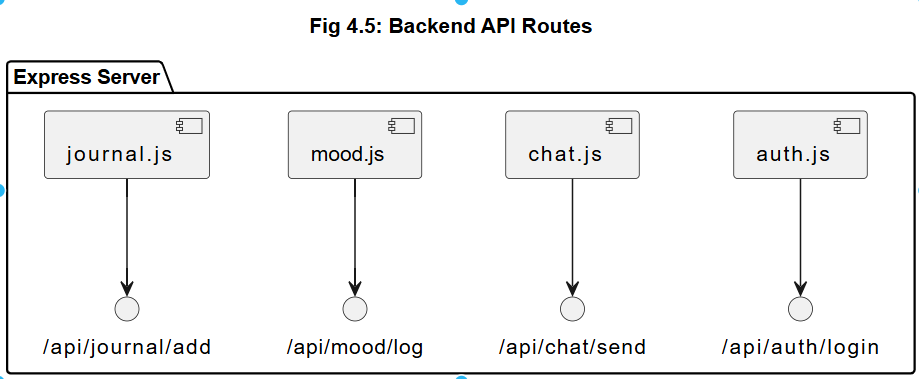 Fig 4.5: Backend API Routes
Express Server
journal.js
mood.js
chat.js
auth.js
/api/journal/add
/api/mood/log
/api/chat/send
/api/auth/login